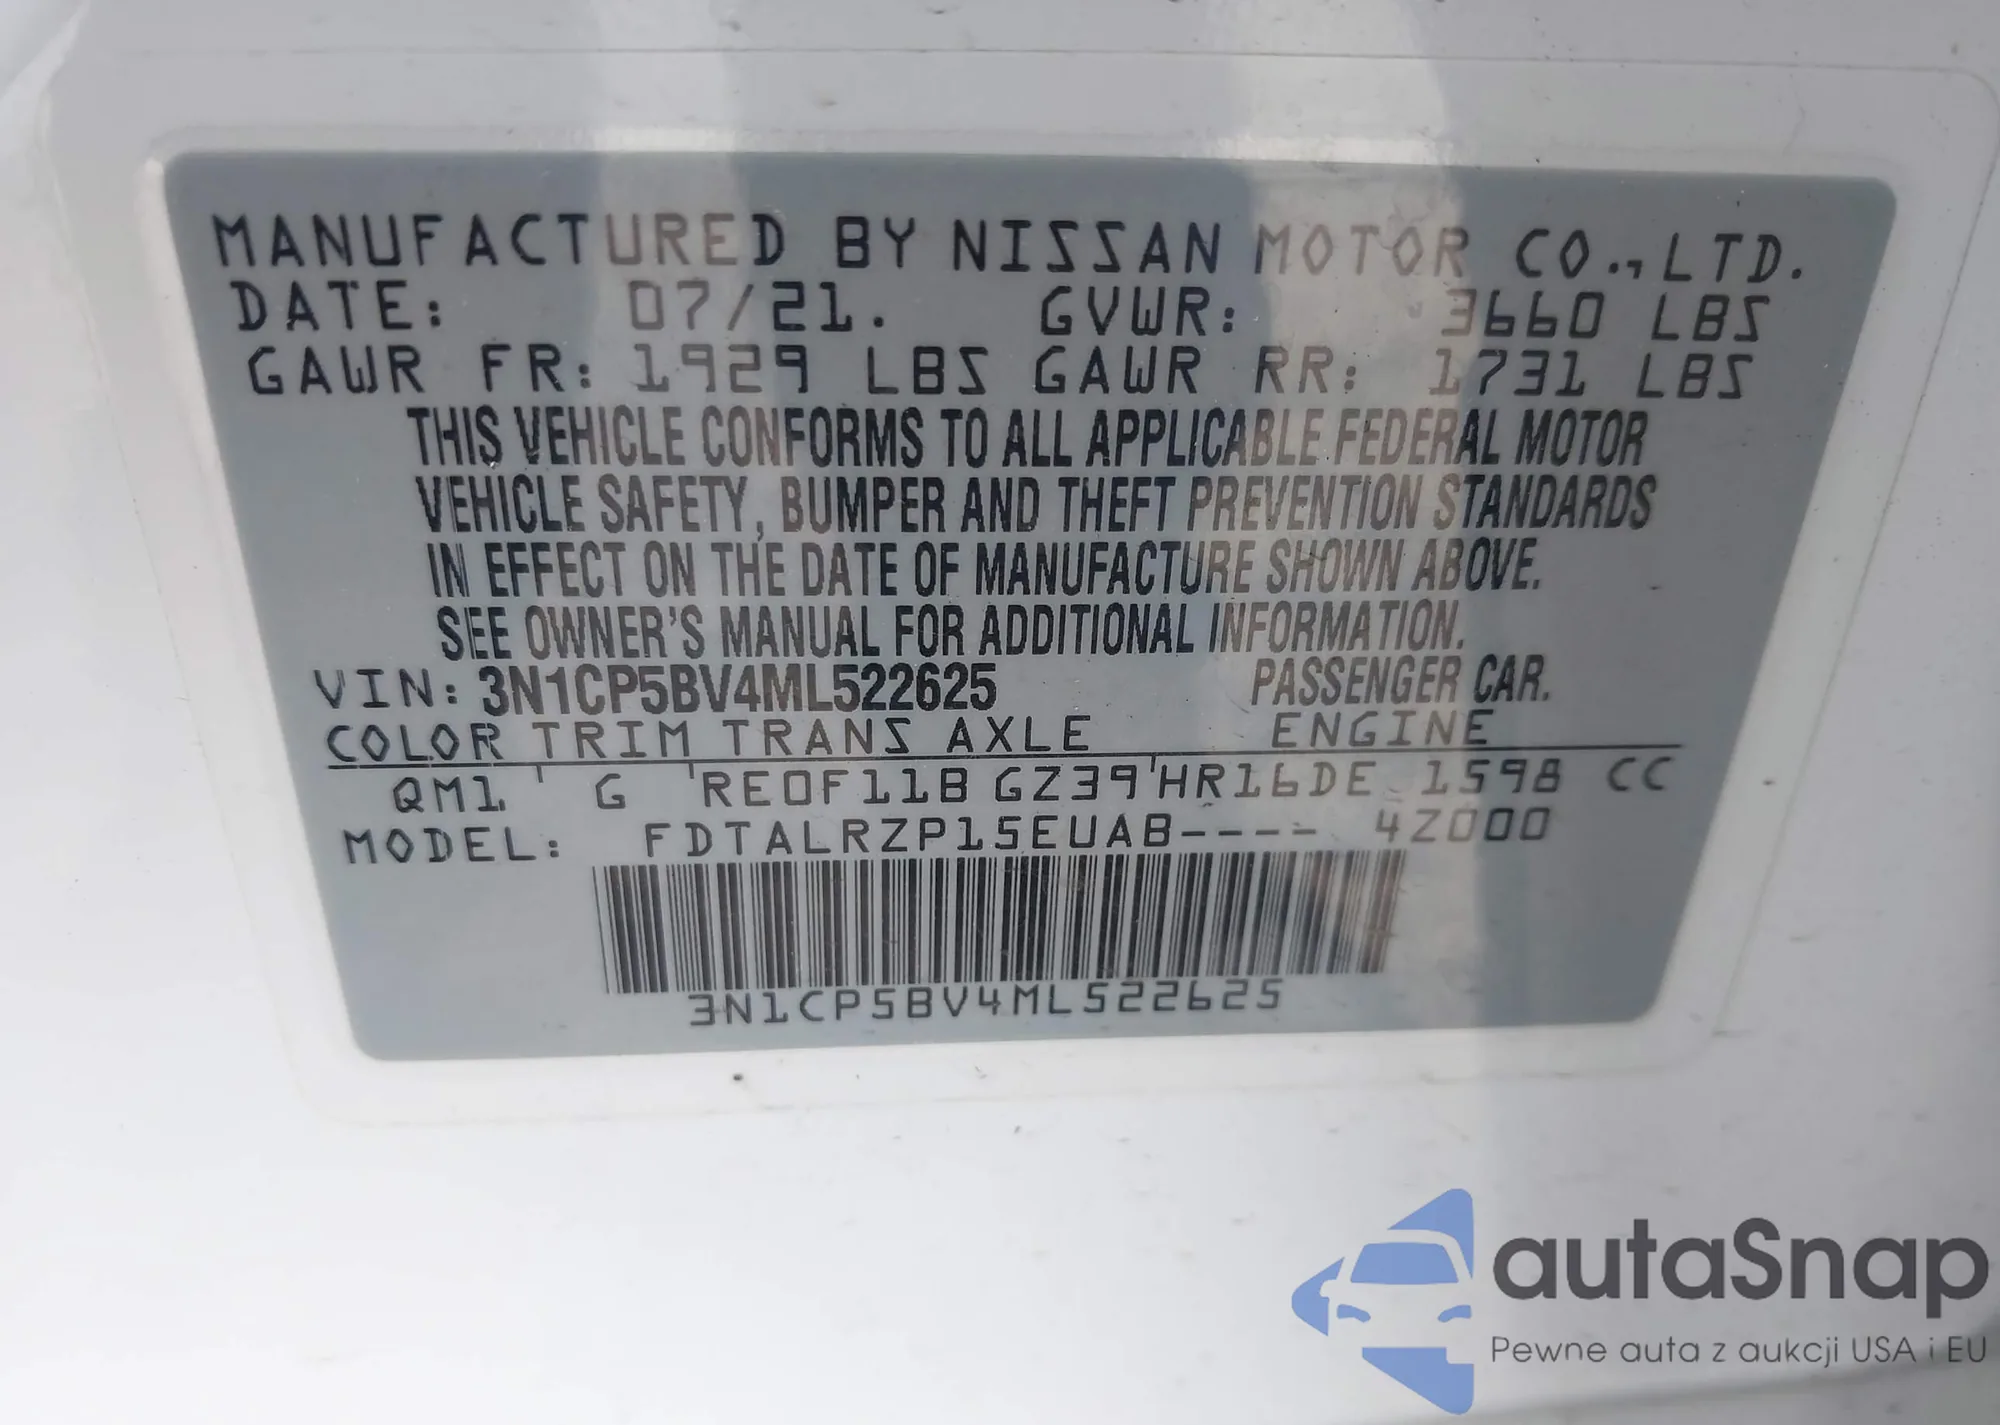 MANUFACTURED BY NISSAN MOTOR CO.,LTD.
DATE: 07/21. GVWR: 3660 LBS
GAWR FR: 1929 LBS GAWR RR: 1731 LBS
THIS VEHICLE CONFORMS TO ALL APPLICABLE FEDERAL MOTOR
VEHICLE SAFETY, BUMPER AND THEFT PREVENTION STANDARDS
IN EFFECT ON THE DATE OF MANUFACTURE SHOWN ABOVE.
SEE OWNER'S MANUAL FOR ADDITIONAL INFORMATION.
VIN: 3N1CP5BV4ML522625 PASSENGER CAR.
COLOR TRIM TRANS AXLE ENGINE
QM1 G RE0F11B GZ39 HR16DE 1598 CC
MODEL: FDTALRZP15EUAB---- 4Z000
3N1CP5BV4ML522625
autaSnap
Pewne auta z aukcji USA i EU